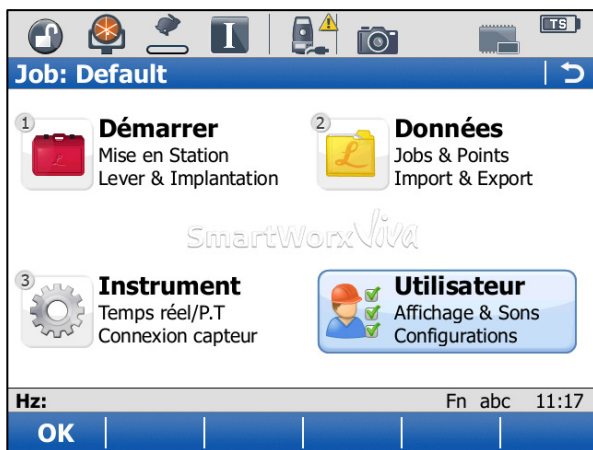 TS
Job: Default
1
Démarrer
Mise en Station
Lever & Implantation
2
Données
Jobs & Points
Import & Export
SmartWorx Viva
3
Instrument
Temps réel/P.T
Connexion capteur
Utilisateur
Affichage & Sons
Configurations
Hz:
Fn abc 11:17
OK